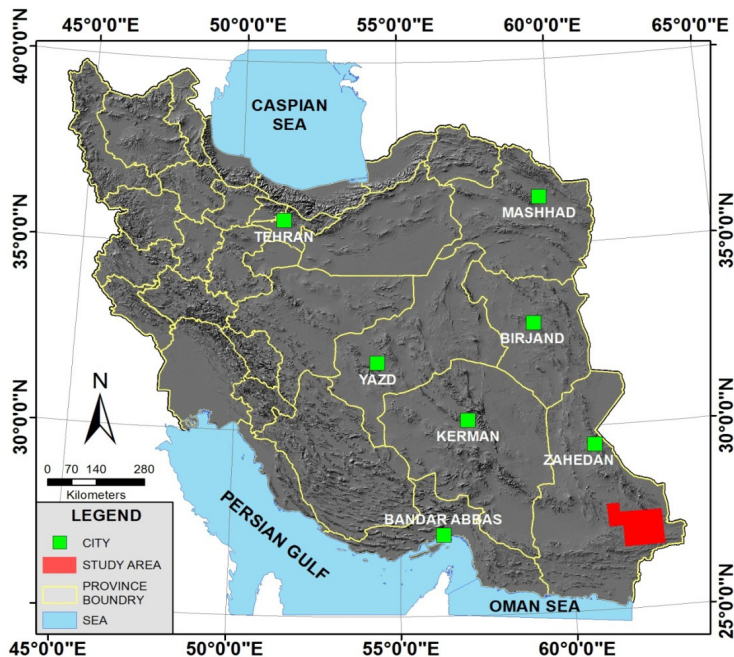 50°0'0"E 55°0'0"E 60°0'0"E 65°0'0"E
40°0'0"N
40°0'0"N
CASPIAN
SEA
MASHHAD
TEHRAN
35°0'0"N
35°0'0"N
BIRJAND
YAZD
N
30°0'0"N
30°0'0"N
KERMAN
ZAHEDAN
0 70 140 280
Kilometers
PERSIAN GULF
BANDAR ABBAS
LEGEND
CITY
STUDY AREA
PROVINCE
BOUNDRY
SEA
OMAN SEA
25°0'0"N
25°0'0"N
45°0'0"E 50°0'0"E 55°0'0"E 60°0'0"E